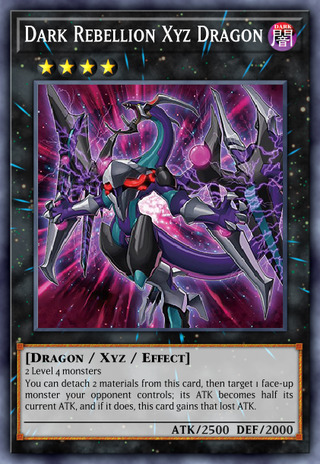 Dark Rebellion Xyz Dragon
DARK
闇
[Dragon / Xyz / Effect]
2 Level 4 monsters
You can detach 2 materials from this card, then target 1 face-up
monster your opponent controls; its ATK becomes half its
current ATK, and if it does, this card gains that lost ATK.
ATK/2500 DEF/2000